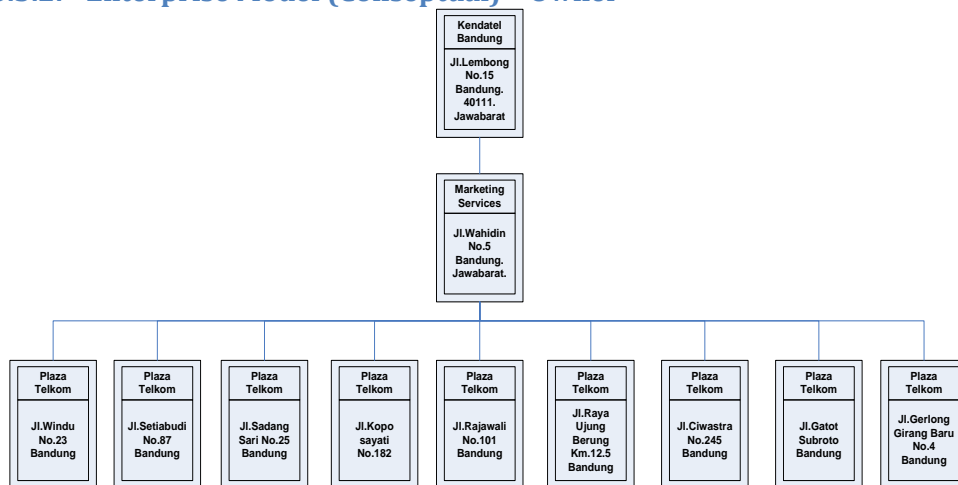 Enterprise Model (Conceptual) – Owner
Kendatel
Bandung
Jl.Lembong
No.15
Bandung.
40111.
Jawabarat
Marketing
Services
Jl.Wahidin
No.5
Bandung.
Jawabarat.
Plaza
Telkom
Jl.Windu
No.23
Bandung
Plaza
Telkom
Jl.Setiabudi
No.87
Bandung
Plaza
Telkom
Jl.Sadang
Sari No.25
Bandung
Plaza
Telkom
Jl.Kopo
sayati
No.182
Plaza
Telkom
Jl.Rajawali
No.101
Bandung
Plaza
Telkom
Jl.Raya
Ujung
Berung
Km.12.5
Bandung
Plaza
Telkom
Jl.Ciwastra
No.245
Bandung
Plaza
Telkom
Jl.Gatot
Subroto
Bandung
Plaza
Telkom
Jl.Gerlong
Girang Baru
No.4
Bandung